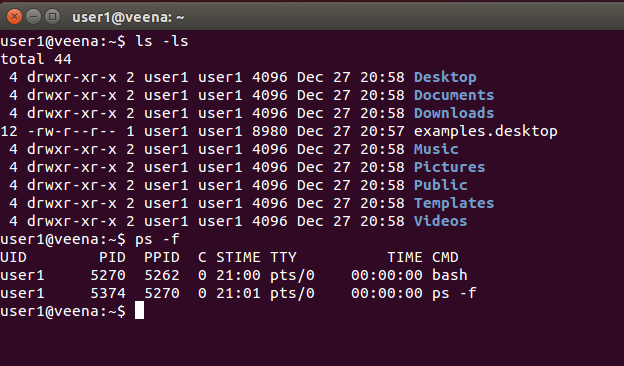 user1@veena: ~
user1@veena:~$ ls -ls
total 44
 4 drwxr-xr-x 2 user1 user1 4096 Dec 27 20:58 Desktop
 4 drwxr-xr-x 2 user1 user1 4096 Dec 27 20:58 Documents
 4 drwxr-xr-x 2 user1 user1 4096 Dec 27 20:58 Downloads
12 -rw-r--r-- 1 user1 user1 8980 Dec 27 20:57 examples.desktop
 4 drwxr-xr-x 2 user1 user1 4096 Dec 27 20:58 Music
 4 drwxr-xr-x 2 user1 user1 4096 Dec 27 20:58 Pictures
 4 drwxr-xr-x 2 user1 user1 4096 Dec 27 20:58 Public
 4 drwxr-xr-x 2 user1 user1 4096 Dec 27 20:58 Templates
 4 drwxr-xr-x 2 user1 user1 4096 Dec 27 20:58 Videos
user1@veena:~$ ps -f
UID        PID  PPID  C STIME TTY          TIME CMD
user1     5270  5262  0 21:00 pts/0    00:00:00 bash
user1     5374  5270  0 21:01 pts/0    00:00:00 ps -f
user1@veena:~$